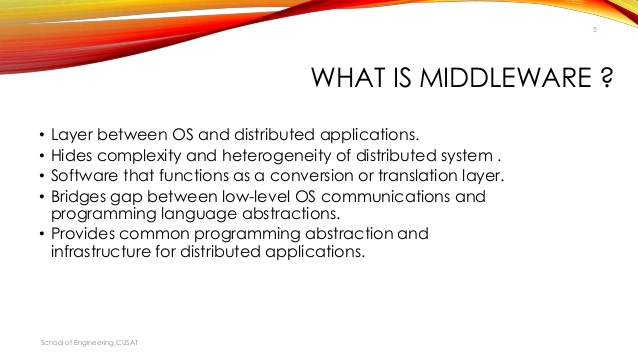 5
WHAT IS MIDDLEWARE ?
• Layer between OS and distributed applications.
• Hides complexity and heterogeneity of distributed system .
• Software that functions as a conversion or translation layer.
• Bridges gap between low-level OS communications and
programming language abstractions.
• Provides common programming abstraction and
infrastructure for distributed applications.
School of Engineering,CUSAT